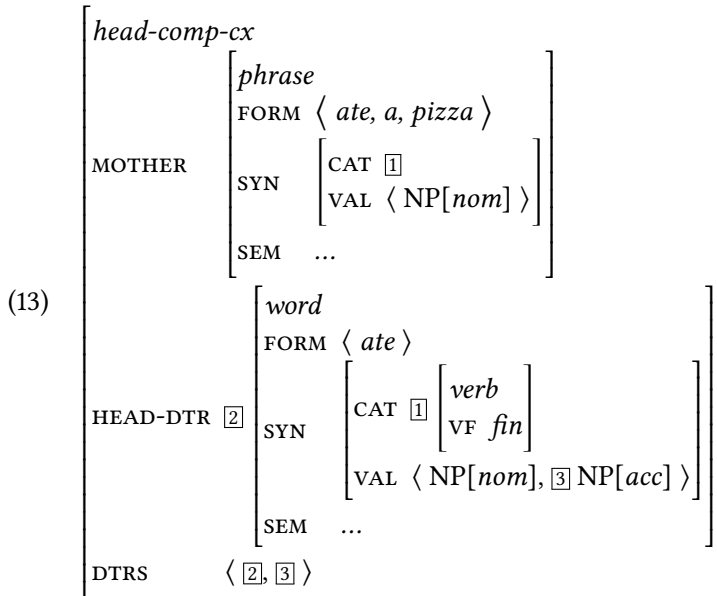 head-comp-cx
phrase
FORM ⟨ ate, a, pizza ⟩
MOTHER
SYN
CAT 1
VAL ⟨ NP[nom] ⟩
SEM ...
(13)
word
FORM ⟨ ate ⟩
HEAD-DTR 2
SYN
CAT 1
verb
VF fin
VAL ⟨ NP[nom], 3 NP[acc] ⟩
SEM ...
DTRS ⟨ 2, 3 ⟩